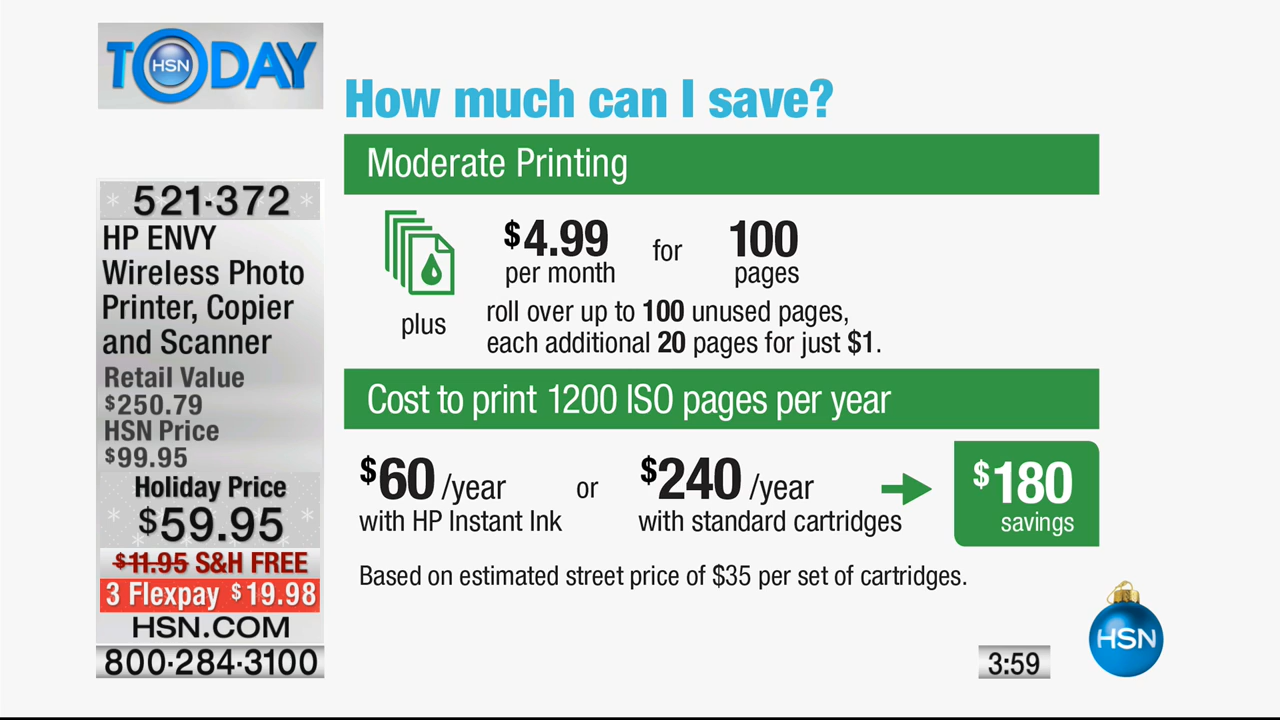 TODAY
HSN
How much can I save?
Moderate Printing
$4.99 for 100
per month pages
plus
roll over up to 100 unused pages,
each additional 20 pages for just $1.
Cost to print 1200 ISO pages per year
$60 /year or $240 /year $180
with HP Instant Ink with standard cartridges savings
Based on estimated street price of $35 per set of cartridges.
521·372
HP ENVY
Wireless Photo
Printer, Copier
and Scanner
Retail Value
$250.79
HSN Price
$99.95
Holiday Price
$59.95
$11.95 S&H FREE
3 Flexpay $19.98
HSN.COM
800·284·3100
3:59
HSN